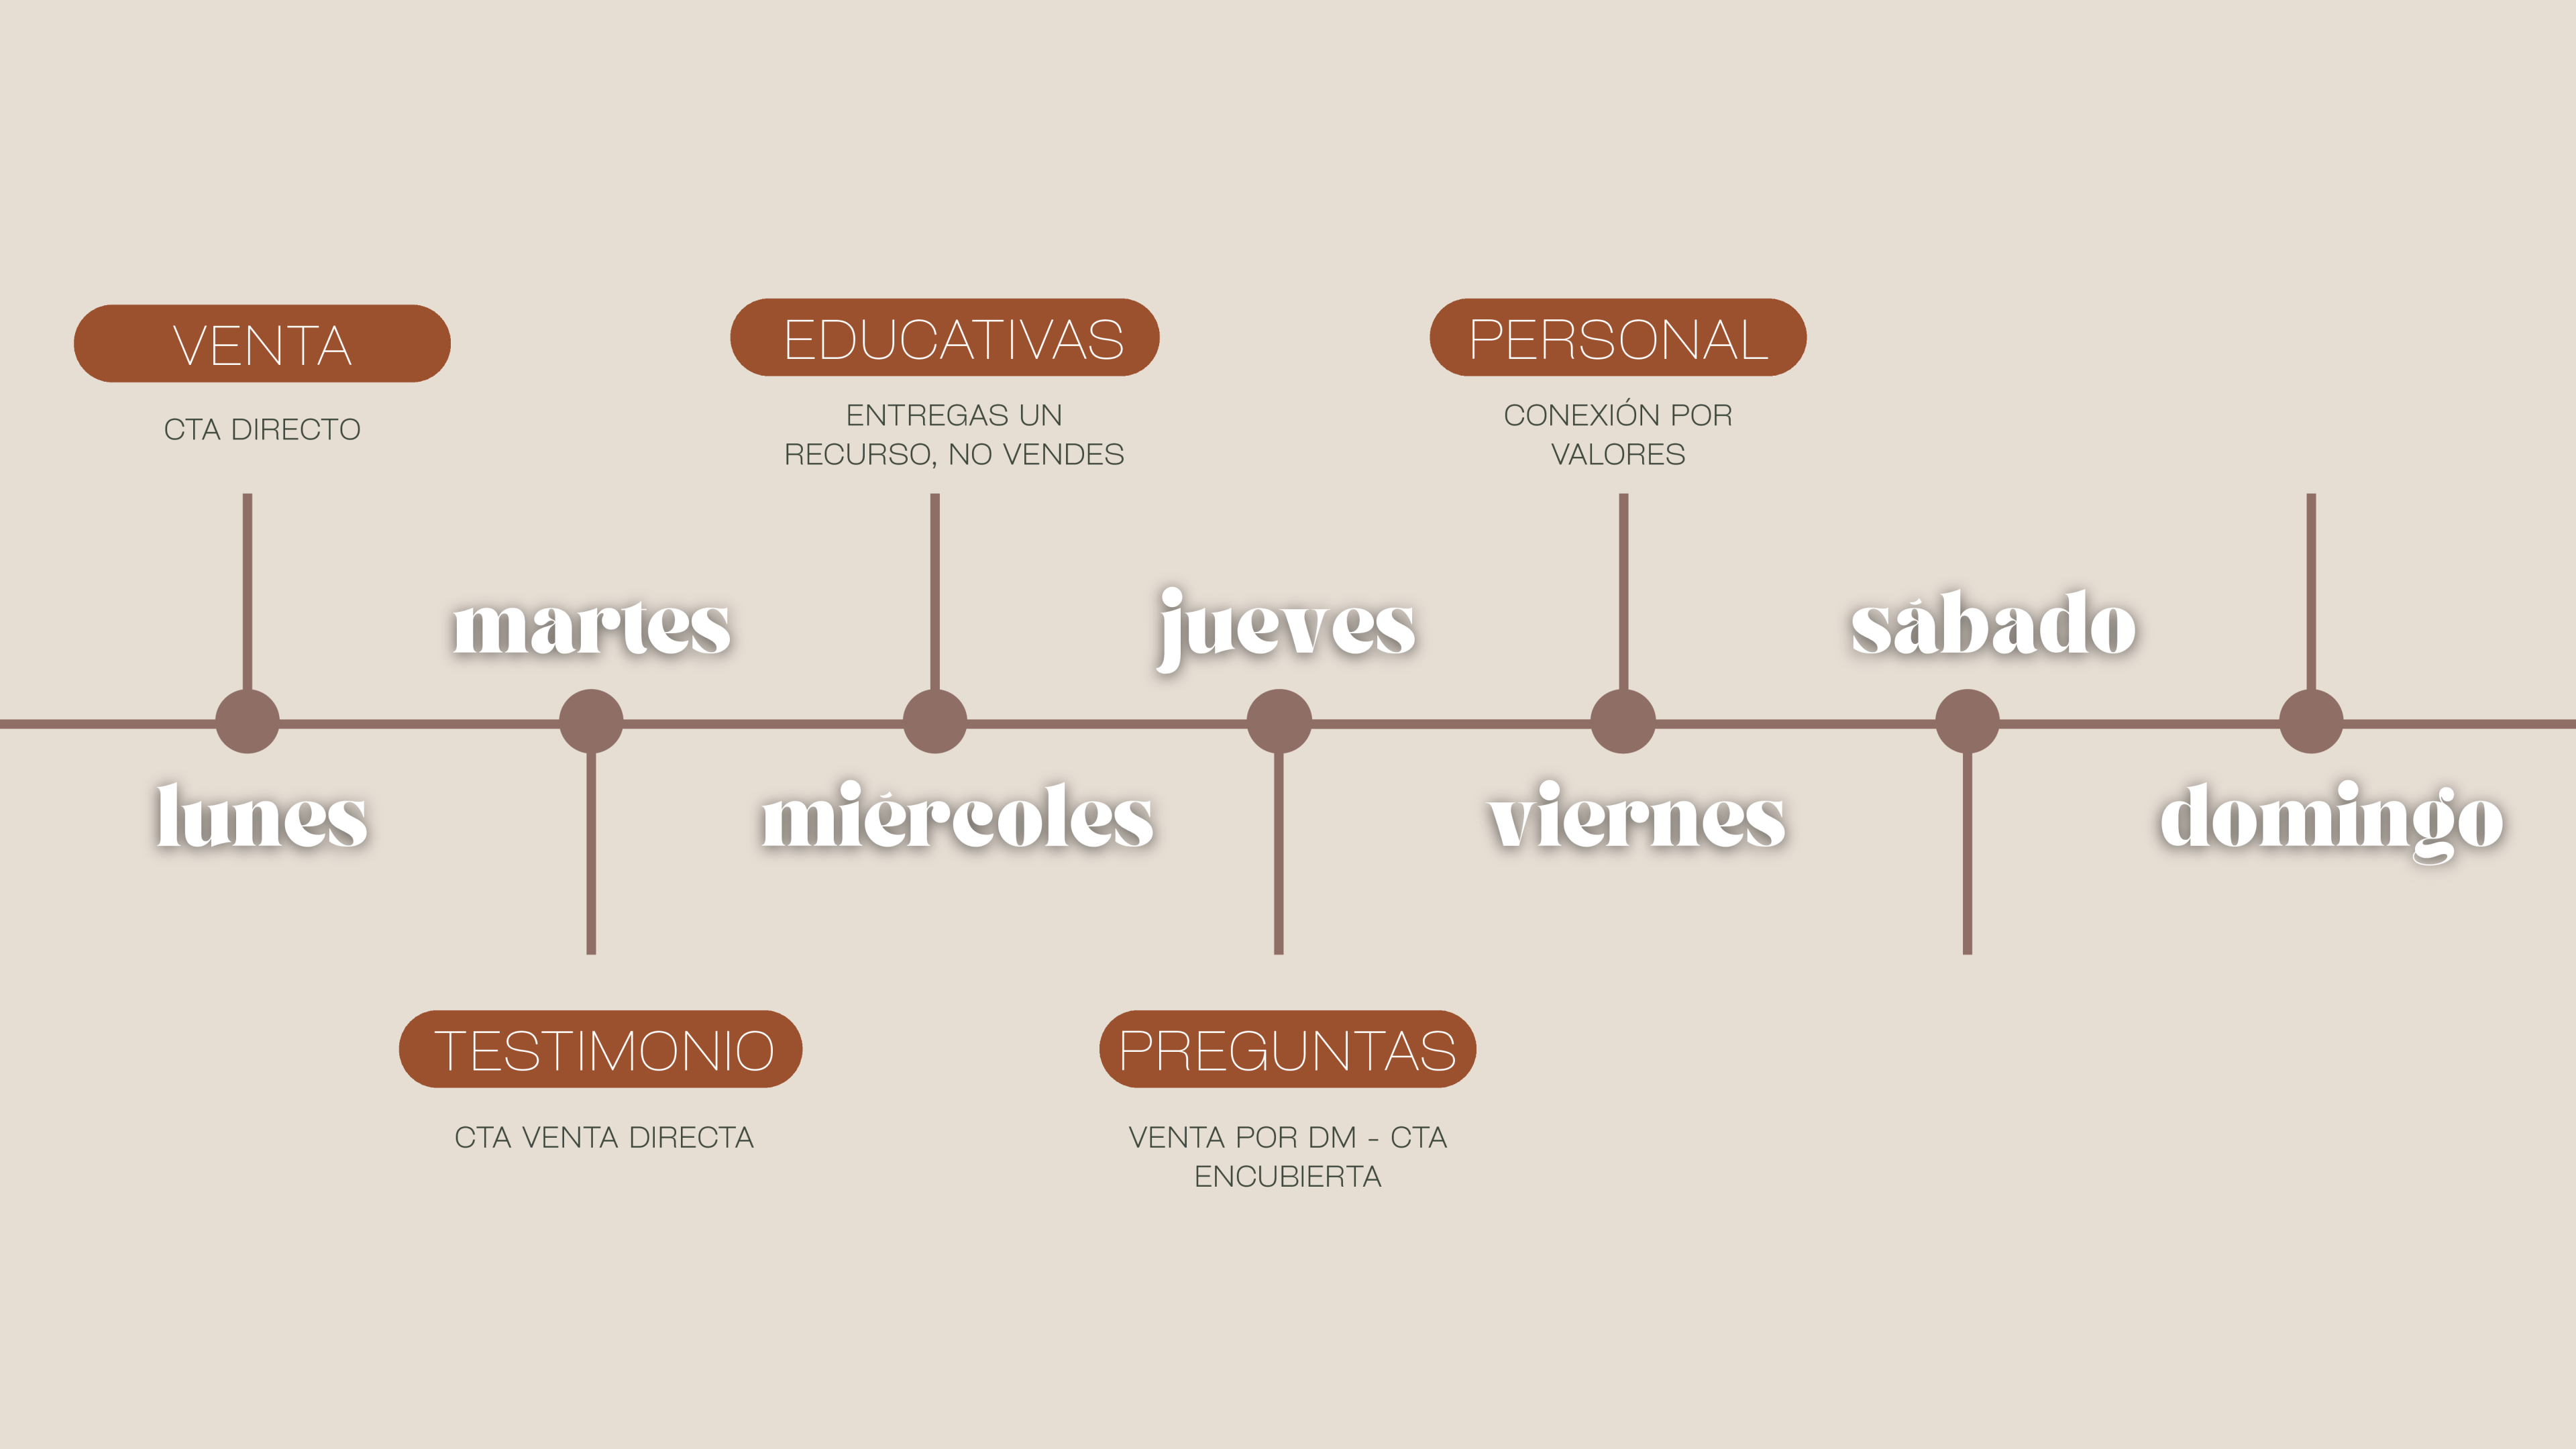 VENTA
CTA DIRECTO
EDUCATIVAS
ENTREGAS UN
RECURSO, NO VENDES
PERSONAL
CONEXIÓN POR
VALORES
martes
jueves
sábado
lunes
miércoles
viernes
domingo
TESTIMONIO
CTA VENTA DIRECTA
PREGUNTAS
VENTA POR DM - CTA
ENCUBIERTA